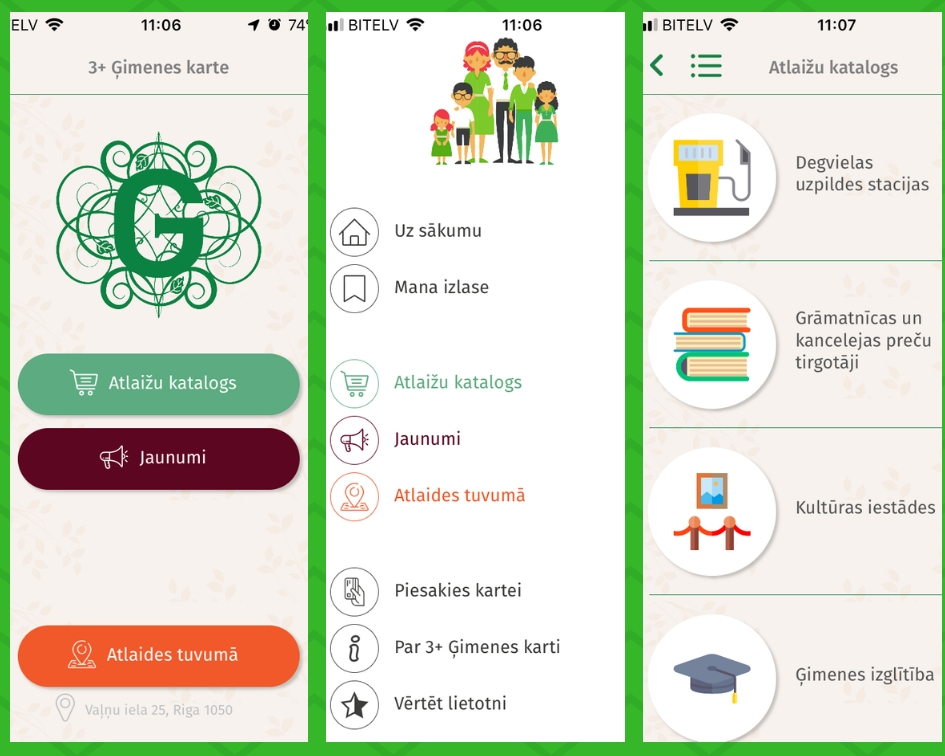 ELV 11:06 74
3+ Ģimenes karte
G
Atlaižu katalogs
Jaunumi
Atlaides tuvumā
Vaļņu iela 25, Riga 1050
BITELV 11:06
Uz sākumu
Mana izlase
Atlaižu katalogs
Jaunumi
Atlaides tuvumā
Piesakies kartei
Par 3+ Ģimenes karti
Vērtēt lietotni
BITELV 11:07
Atlaižu katalogs
Degvielas
uzpildes stacijas
Grāmatnīcas un
kancelejas preču
tirgotāji
Kultūras iestādes
Ģimenes izglītība